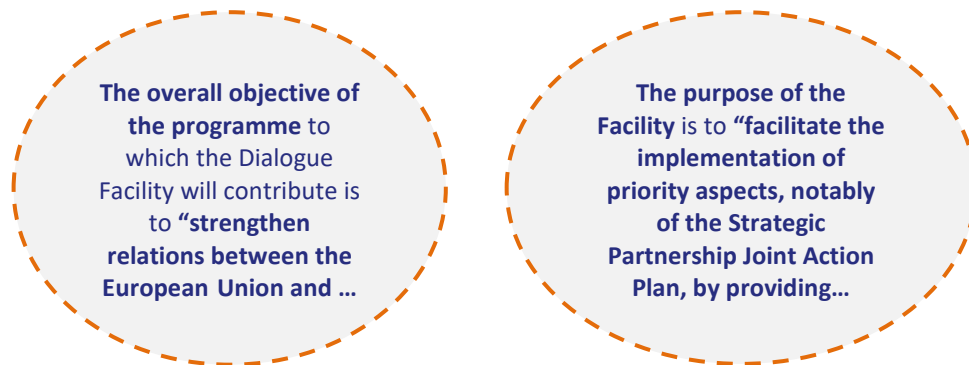 The overall objective of
the programme to
which the Dialogue
Facility will contribute is
to “strengthen
relations between the
European Union and …
The purpose of the
Facility is to “facilitate the
implementation of
priority aspects, notably
of the Strategic
Partnership Joint Action
Plan, by providing…